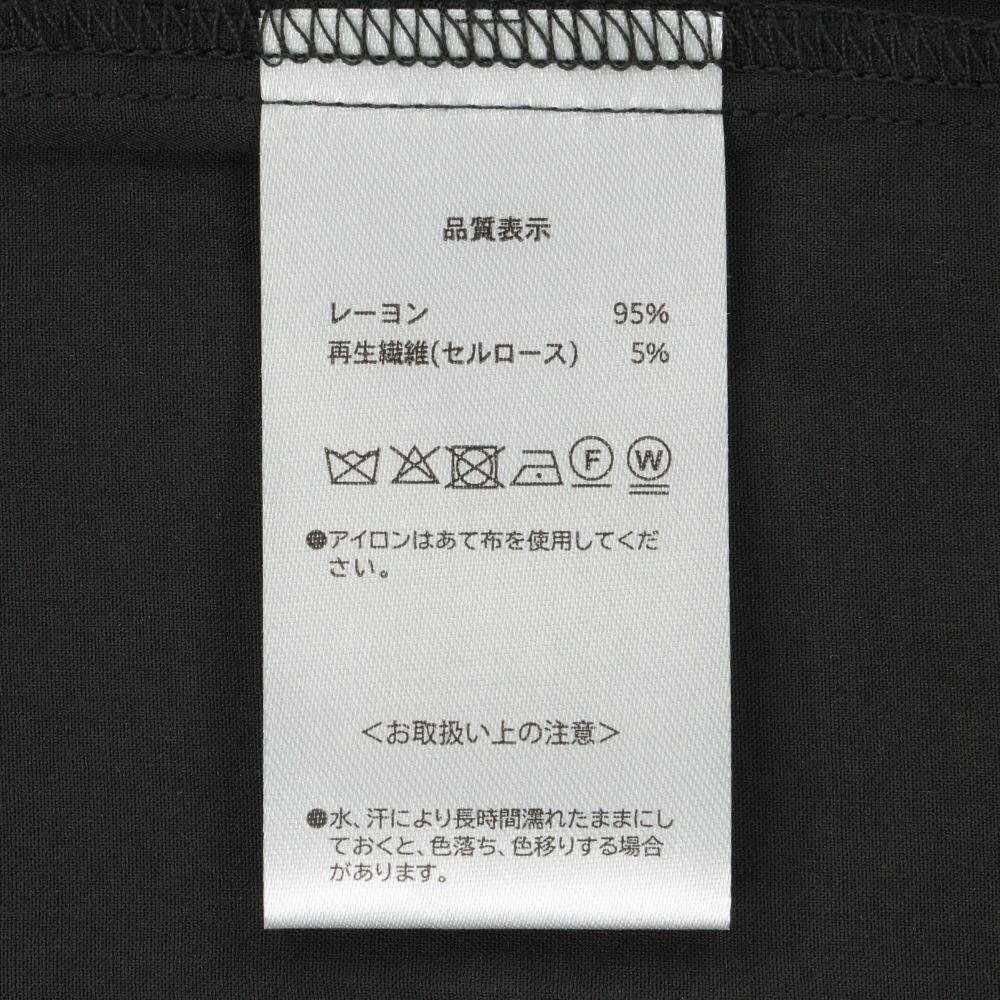 品質表示
レーヨン 95%
再生繊維(セルロース) 5%
F W
●アイロンはあて布を使用してくだ
さい。
＜お取扱い上の注意＞
●水、汗により長時間濡れたままにし
ておくと、色落ち、色移りする場合
があります。